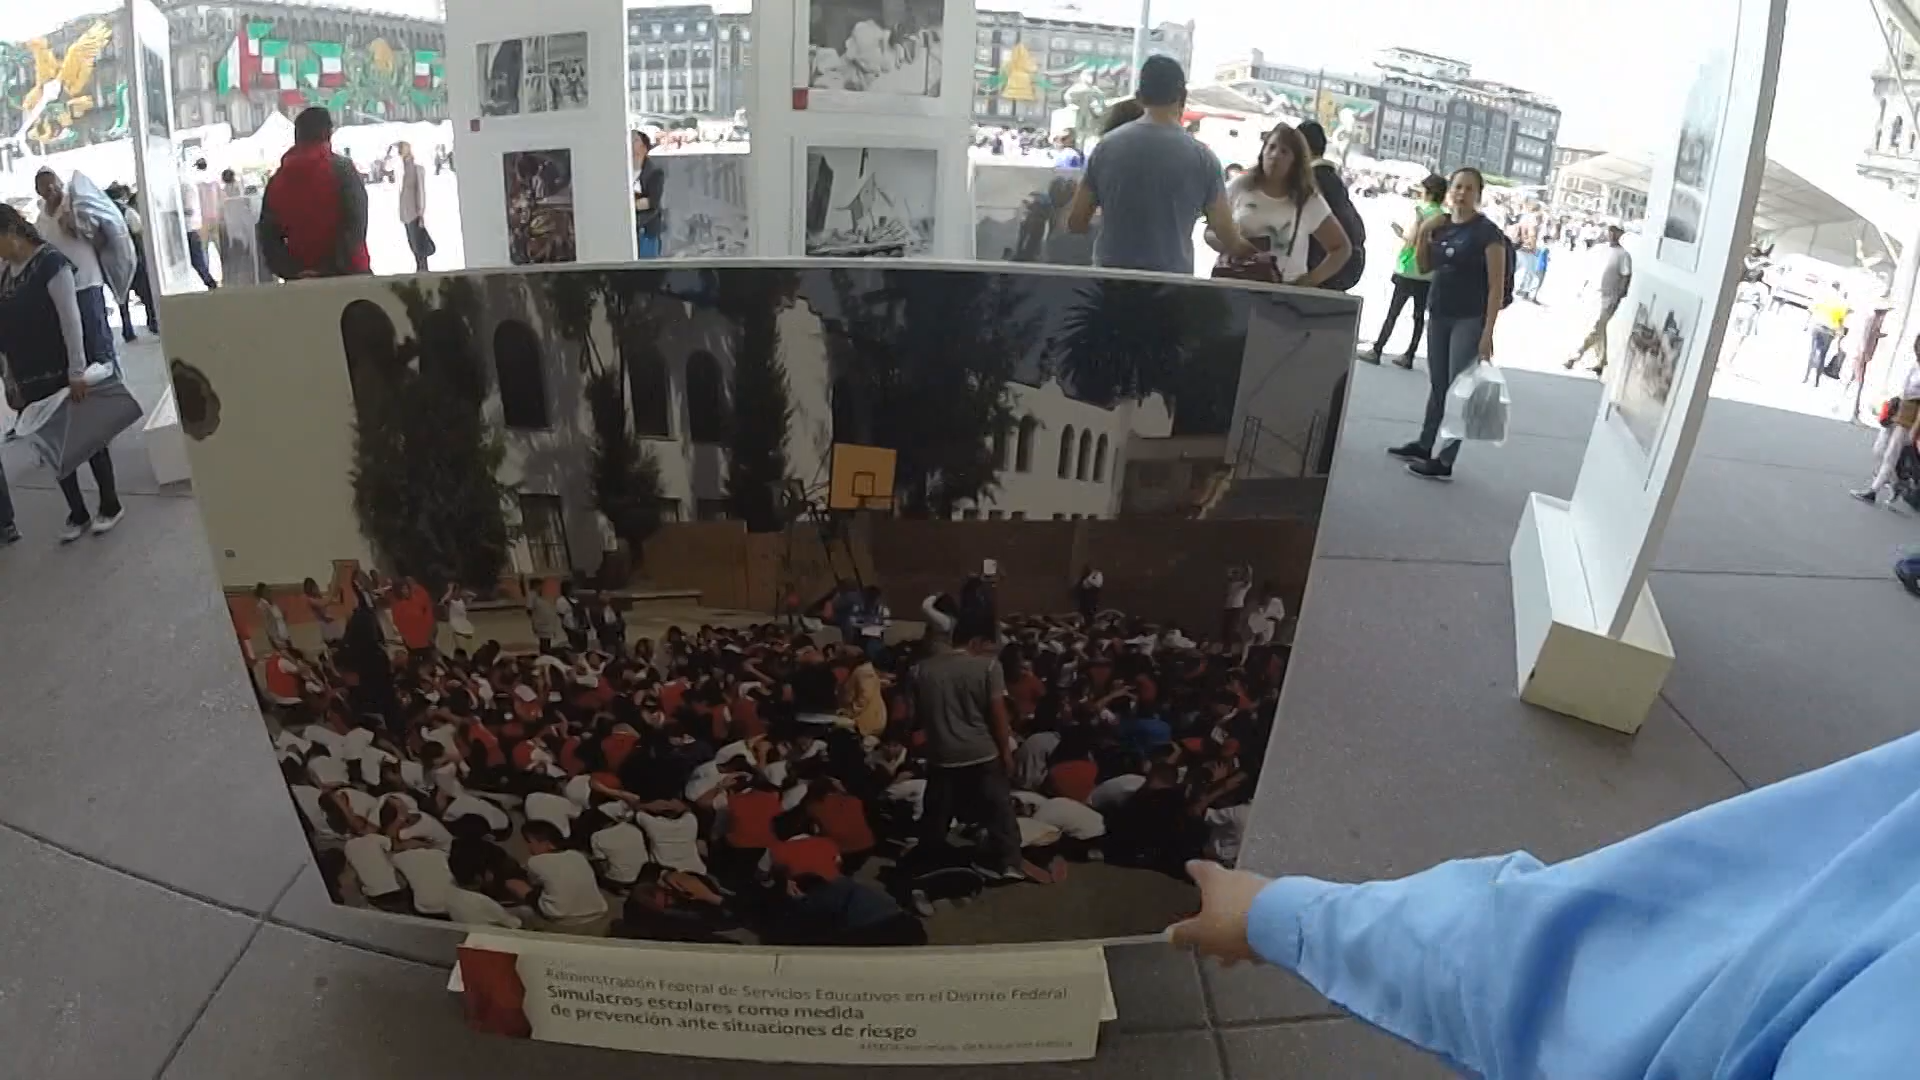 Administración Federal de Servicios Educativos en el Distrito Federal
Simulacros escolares como medida
de prevención ante situaciones de riesgo